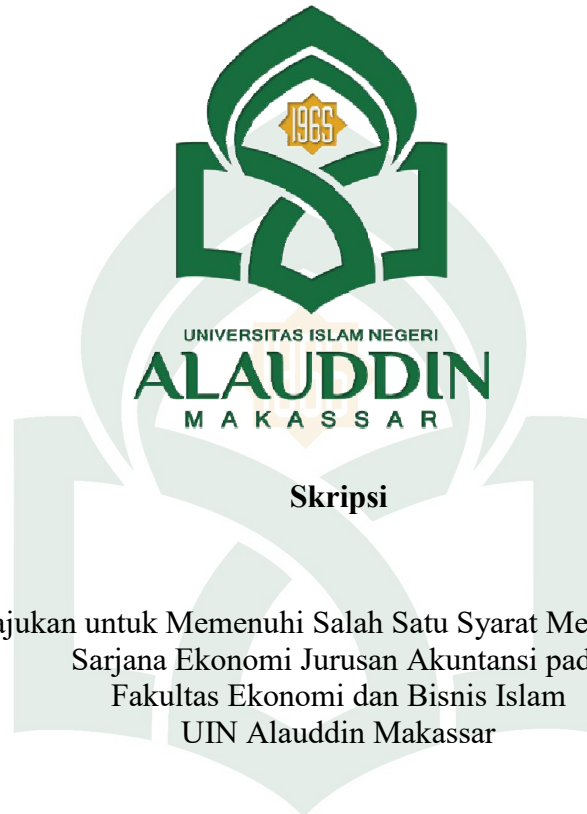 1965
UNIVERSITAS ISLAM NEGERI
ALAUDDIN
MAKASSAR
Skripsi
ajukan untuk Memenuhi Salah Satu Syarat Me
Sarjana Ekonomi Jurusan Akuntansi pad
Fakultas Ekonomi dan Bisnis Islam
UIN Alauddin Makassar